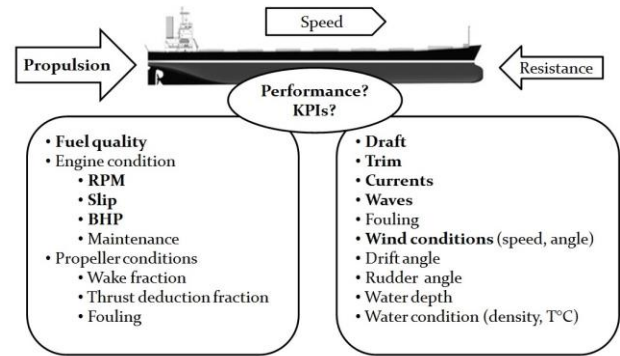 Speed
Propulsion
Resistance
Performance?
KPIs?
• Fuel quality
• Engine condition
• RPM
• Slip
• BHP
• Maintenance
• Propeller conditions
• Wake fraction
• Thrust deduction fraction
• Fouling
• Draft
• Trim
• Currents
• Waves
• Fouling
• Wind conditions (speed, angle)
• Drift angle
• Rudder angle
• Water depth
• Water condition (density, T°C)